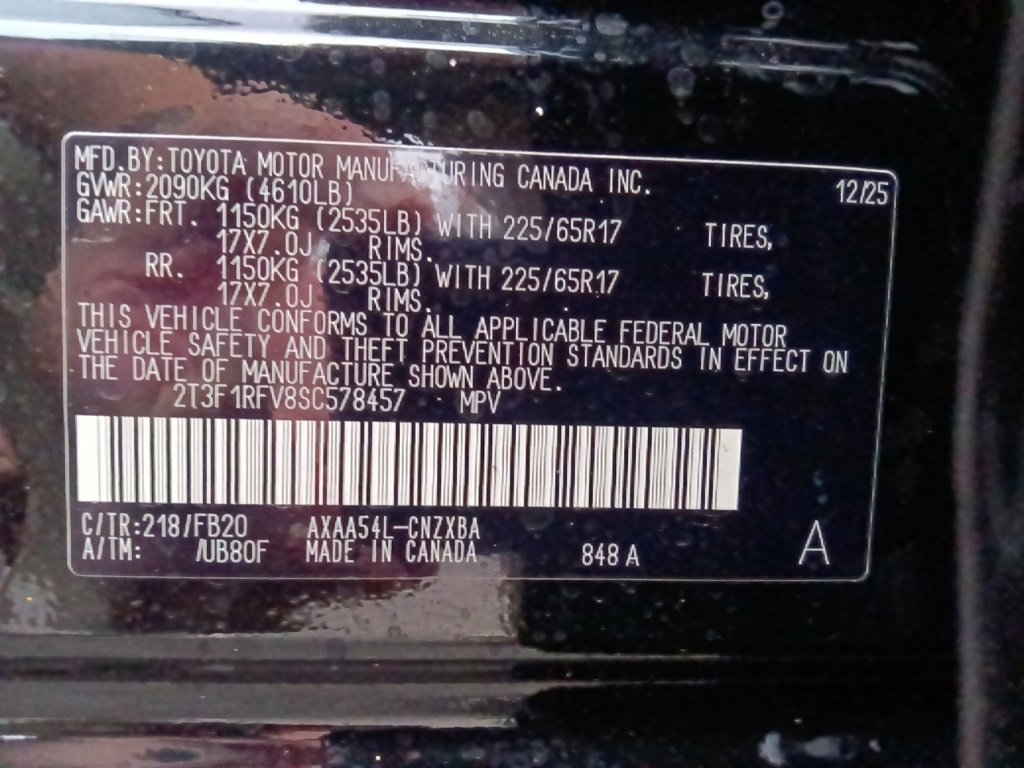 MFD.BY:TOYOTA MOTOR MANUFACTURING CANADA INC.
GVWR:2090KG (4610LB) 12/25
GAWR:FRT. 1150KG (2535LB) WITH 225/65R17 TIRES,
17X7.0J RIMS.
RR. 1150KG (2535LB) WITH 225/65R17 TIRES,
17X7.0J RIMS.
THIS VEHICLE CONFORMS TO ALL APPLICABLE FEDERAL MOTOR
VEHICLE SAFETY AND THEFT PREVENTION STANDARDS IN EFFECT ON
THE DATE OF MANUFACTURE SHOWN ABOVE.
2T3F1RFV8SC578457 MPV
C/TR:218/FB20 AXAA54L-CNZXBA
A/TM: /UB80F MADE IN CANADA 848 A A